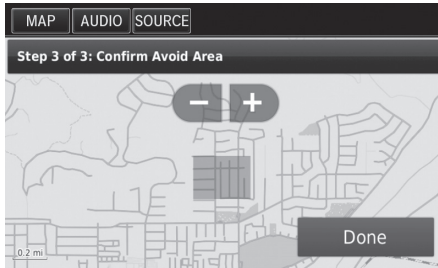 MAP AUDIO SOURCE
Step 3 of 3: Confirm Avoid Area
− +
0.2 mi
Done